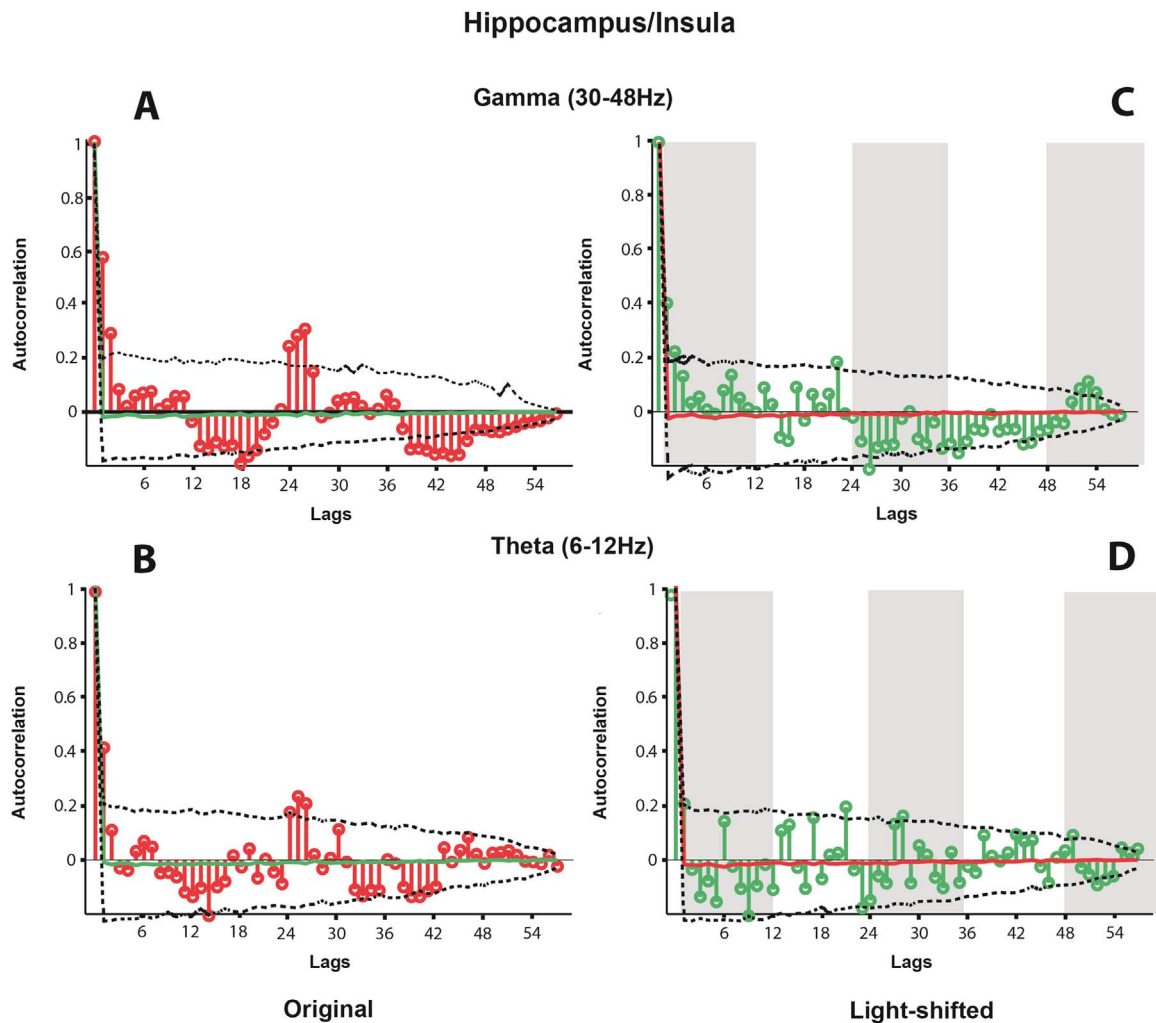 Hippocampus/Insula
Gamma (30-48Hz)
A
C
1
0.8
0.6
0.4
0.2
0
Autocorrelation
6 12 18 24 30 36 42 48 54
Lags
1
0.8
0.6
0.4
0.2
0
Autocorrelation
6 12 18 24 30 36 42 48 54
Lags
Theta (6-12Hz)
B
D
1
0.8
0.6
0.4
0.2
0
Autocorrelation
6 12 18 24 30 36 42 48 54
Lags
1
0.8
0.6
0.4
0.2
0
Autocorrelation
6 12 18 24 30 36 42 48 54
Lags
Original
Light-shifted